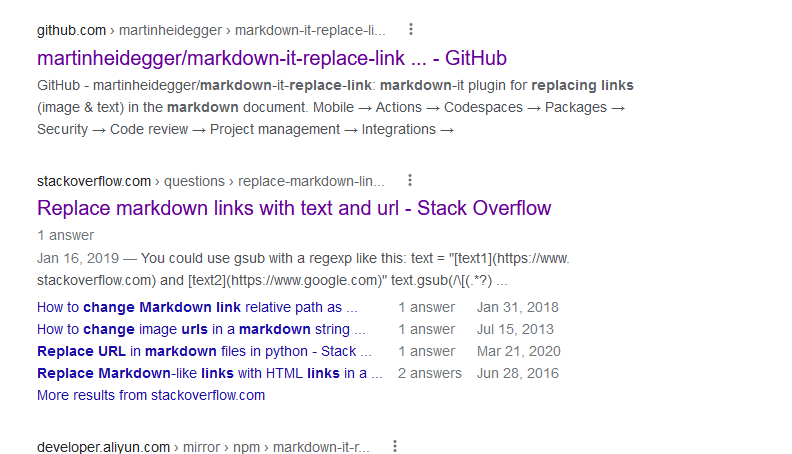 github.com › martinheidegger › markdown-it-replace-li...
martinheidegger/markdown-it-replace-link ... - GitHub
GitHub - martinheidegger/markdown-it-replace-link: markdown-it plugin for replacing links
(image & text) in the markdown document. Mobile → Actions → Codespaces → Packages →
Security → Code review → Project management → Integrations →
stackoverflow.com › questions › replace-markdown-lin...
Replace markdown links with text and url - Stack Overflow
1 answer
Jan 16, 2019 — You could use gsub with a regexp like this: text = "[text1](https://www.
stackoverflow.com) and [text2](https://www.google.com)" text.gsub(/\[(.*?) ...
How to change Markdown link relative path as ... 1 answer Jan 31, 2018
How to change image urls in a markdown string ... 1 answer Jul 15, 2013
Replace URL in markdown files in python - Stack ... 1 answer Mar 21, 2020
Replace Markdown-like links with HTML links in a ... 2 answers Jun 28, 2016
More results from stackoverflow.com
developer.aliyun.com › mirror › npm › markdown-it-r...